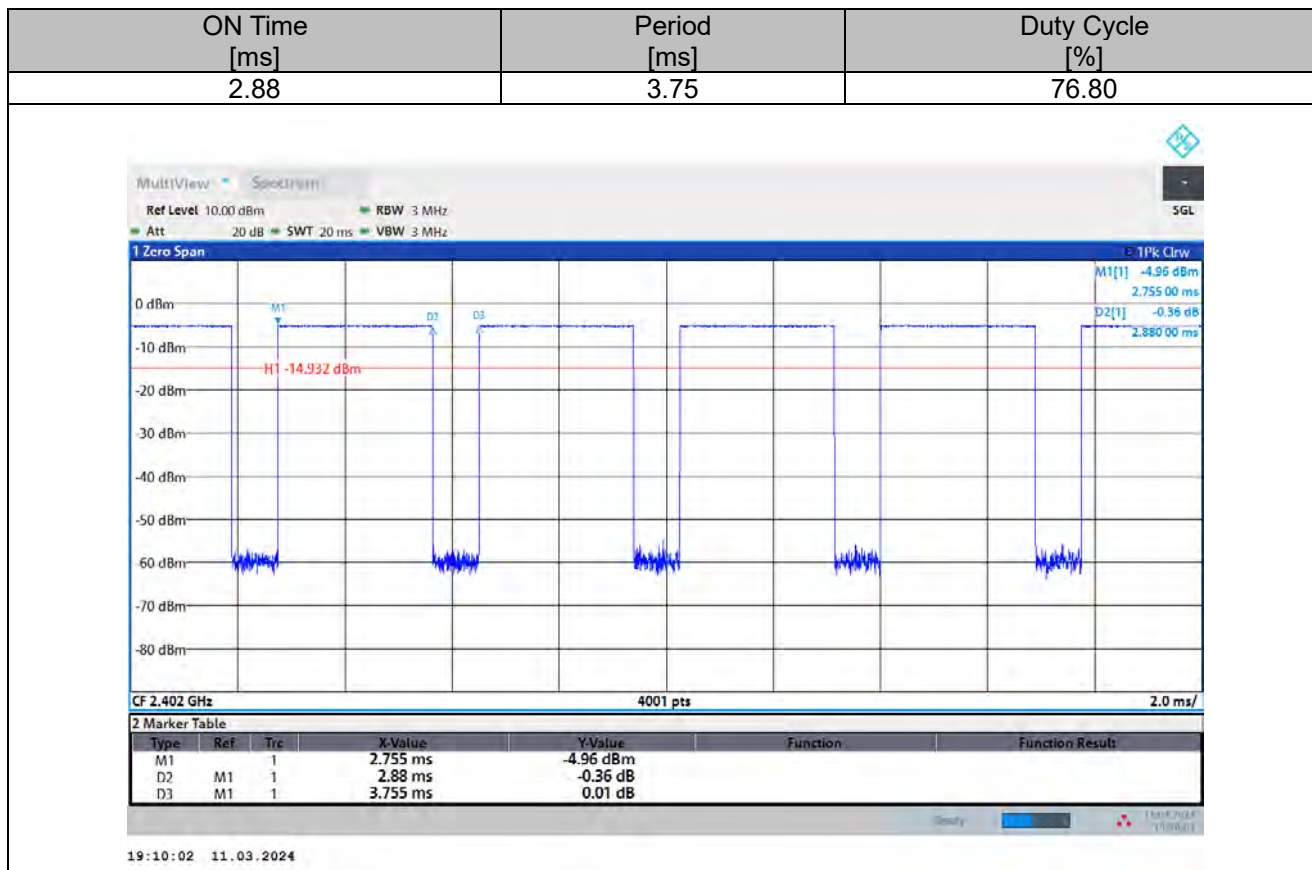 ON Time Period Duty Cycle
[ms] [ms] [%]
2.88 3.75 76.80
MultiView Spectrum
Ref Level 10.00 dBm RBW 3 MHz SGL
Att 20 dB SWT 20 ms VBW 3 MHz
1 Zero Span 1Pk Clrw
M1[1] -4.96 dBm
2.755 00 ms
D2[1] -0.36 dB
2.880 00 ms
0 dBm
M1
D2 D3
-10 dBm
H1 -14.932 dBm
-20 dBm
-30 dBm
-40 dBm
-50 dBm
-60 dBm
-70 dBm
-80 dBm
CF 2.402 GHz 4001 pts 2.0 ms/
2 Marker Table
Type Ref Trc X-Value Y-Value Function Function Result
M1 1 2.755 ms -4.96 dBm
D2 M1 1 2.88 ms -0.36 dB
D3 M1 1 3.755 ms 0.01 dB
Ready
19:10:02 11.03.2024